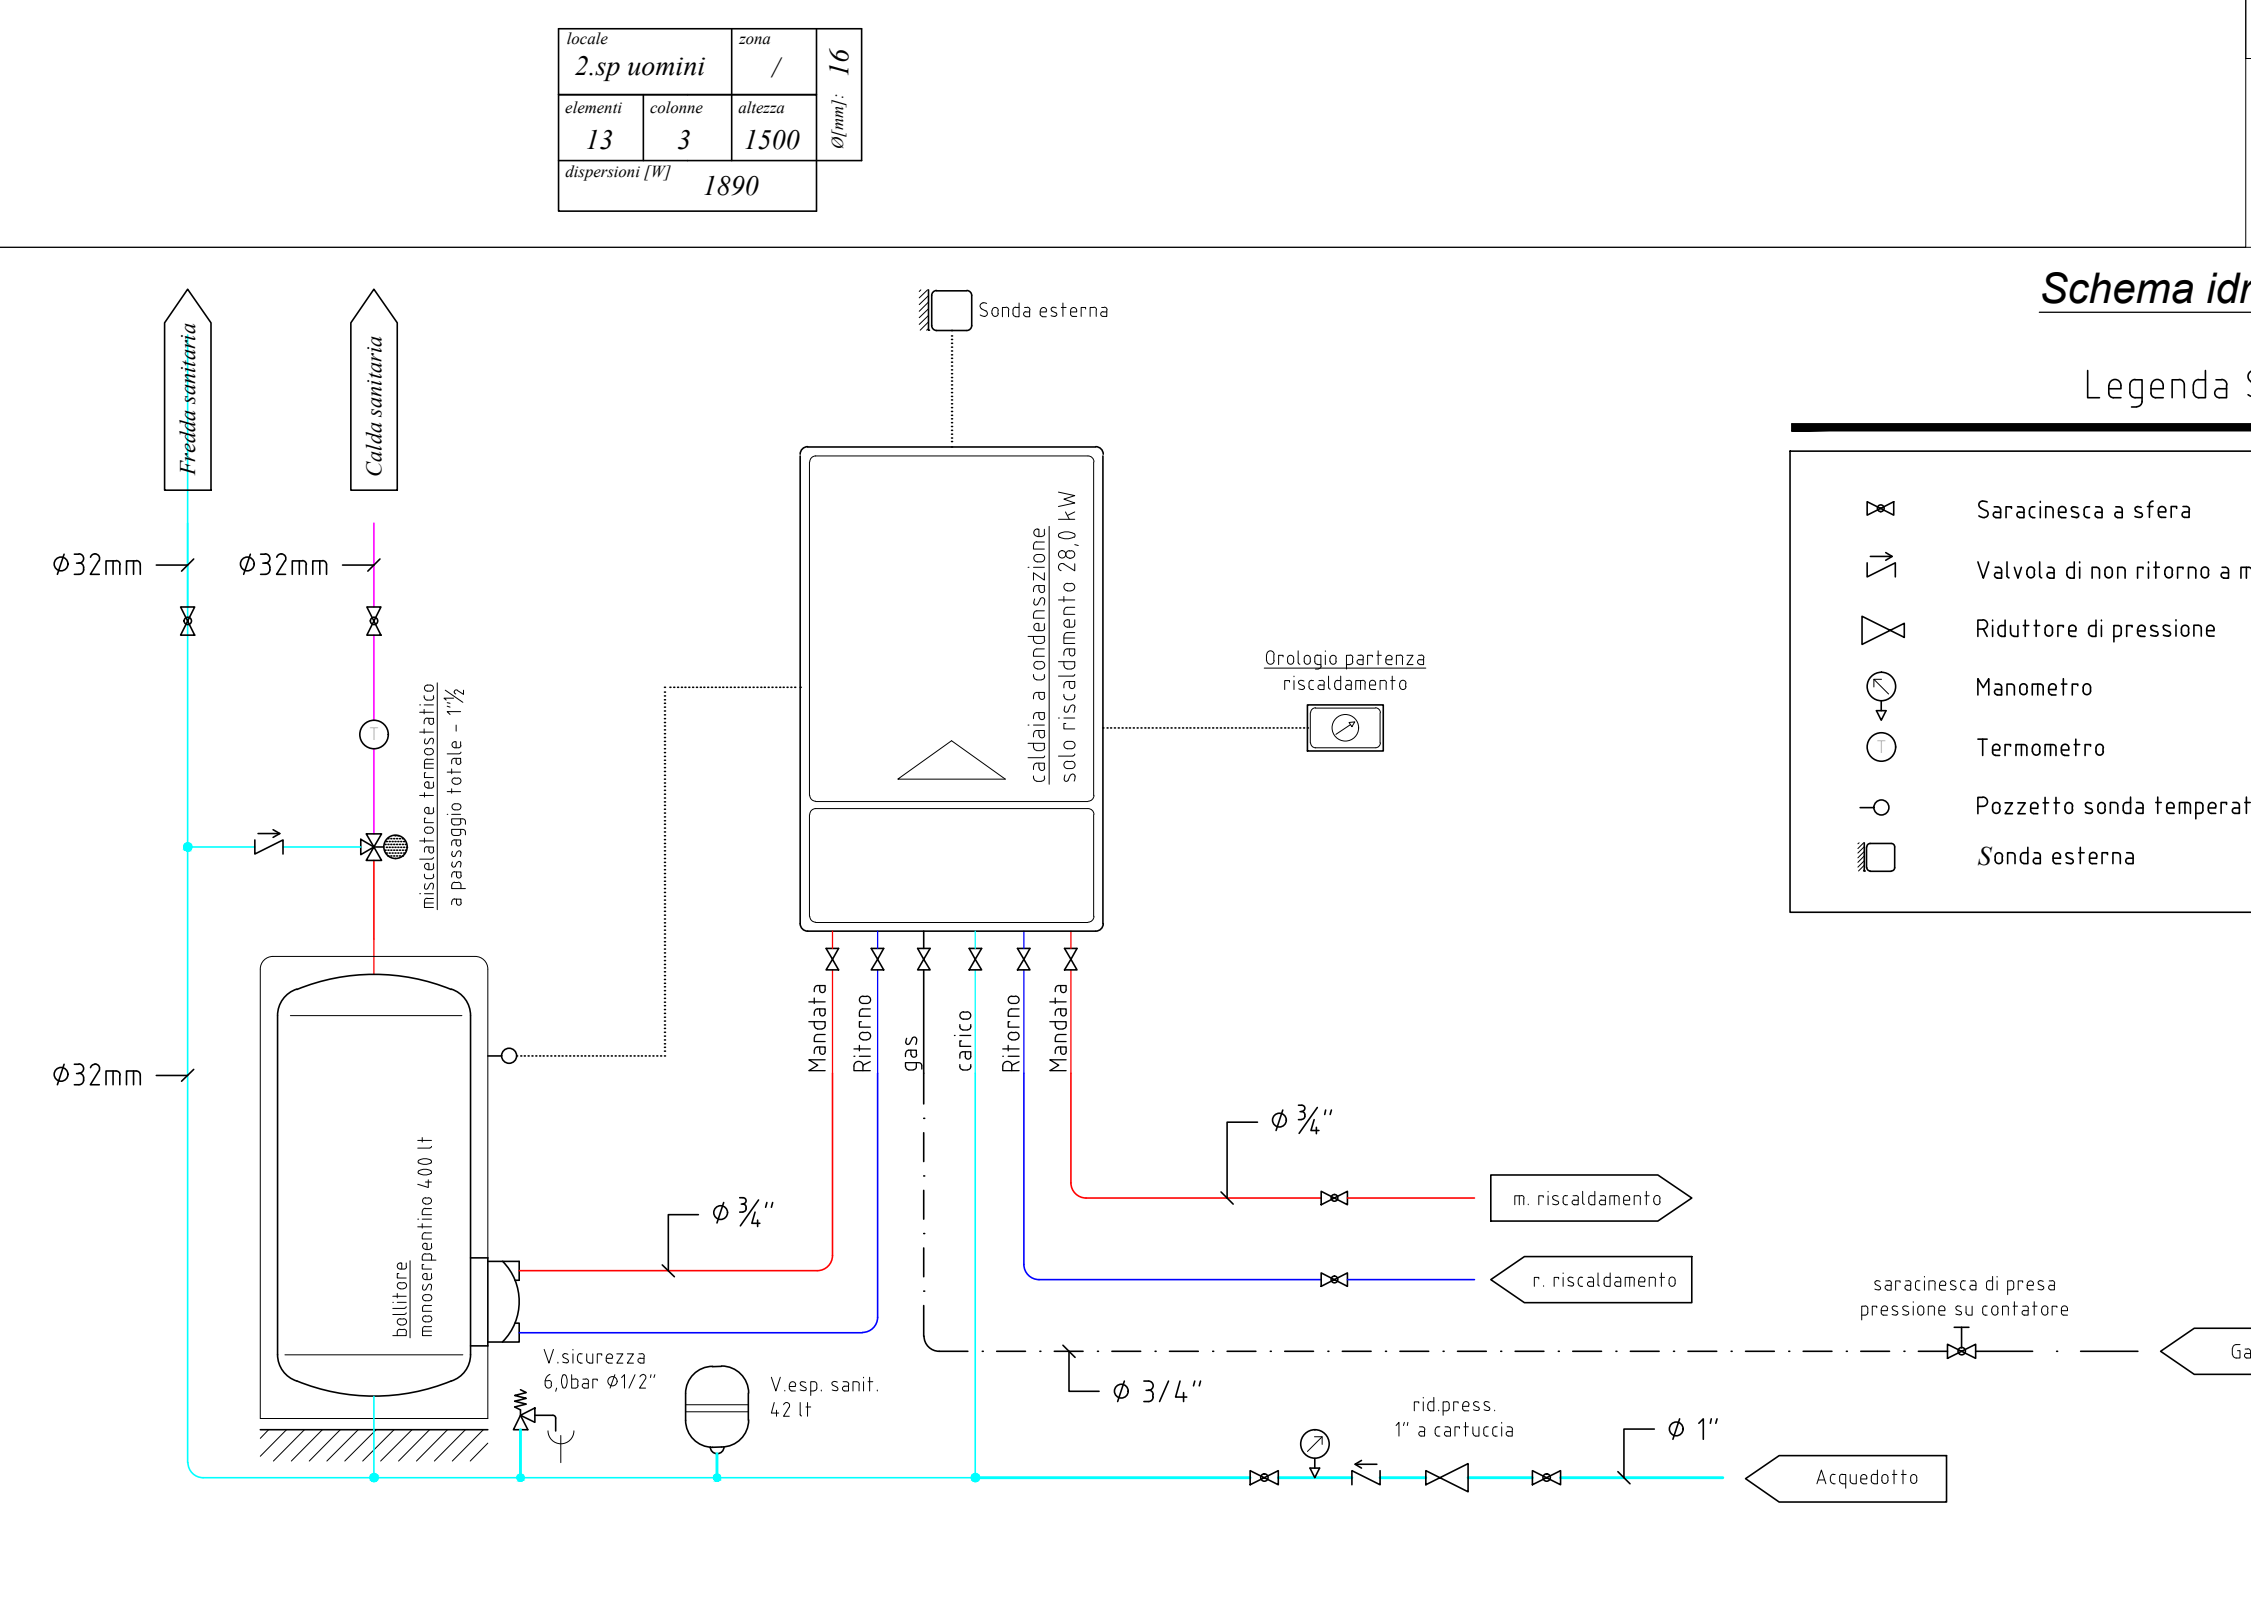 locale
2.sp uomini
zona
/
Ø[mm]: 16
elementi
13
colonne
3
altezza
1500
dispersioni [W]
1890
Schema idr
Legenda S
Fredda sanitaria
Calda sanitaria
Sonda esterna
Φ32mm
Φ32mm
T
miscelatore termostatico
a passaggio totale - 1"½
caldaia a condensazione
solo riscaldamento 28,0 kW
Orologio partenza
riscaldamento
Saracinesca a sfera
Valvola di non ritorno a m
Riduttore di pressione
Manometro
T
Termometro
Pozzetto sonda temperat
Sonda esterna
Mandata
Ritorno
gas
carico
Ritorno
Mandata
Φ32mm
bollitore
monoserpentino 400 lt
Φ ¾"
Φ ¾"
m. riscaldamento
r. riscaldamento
saracinesca di presa
pressione su contatore
Ga
Φ 3/4"
V.sicurezza
6,0bar Φ1/2"
V.esp. sanit.
42 lt
rid.press.
1" a cartuccia
Φ 1"
Acquedotto